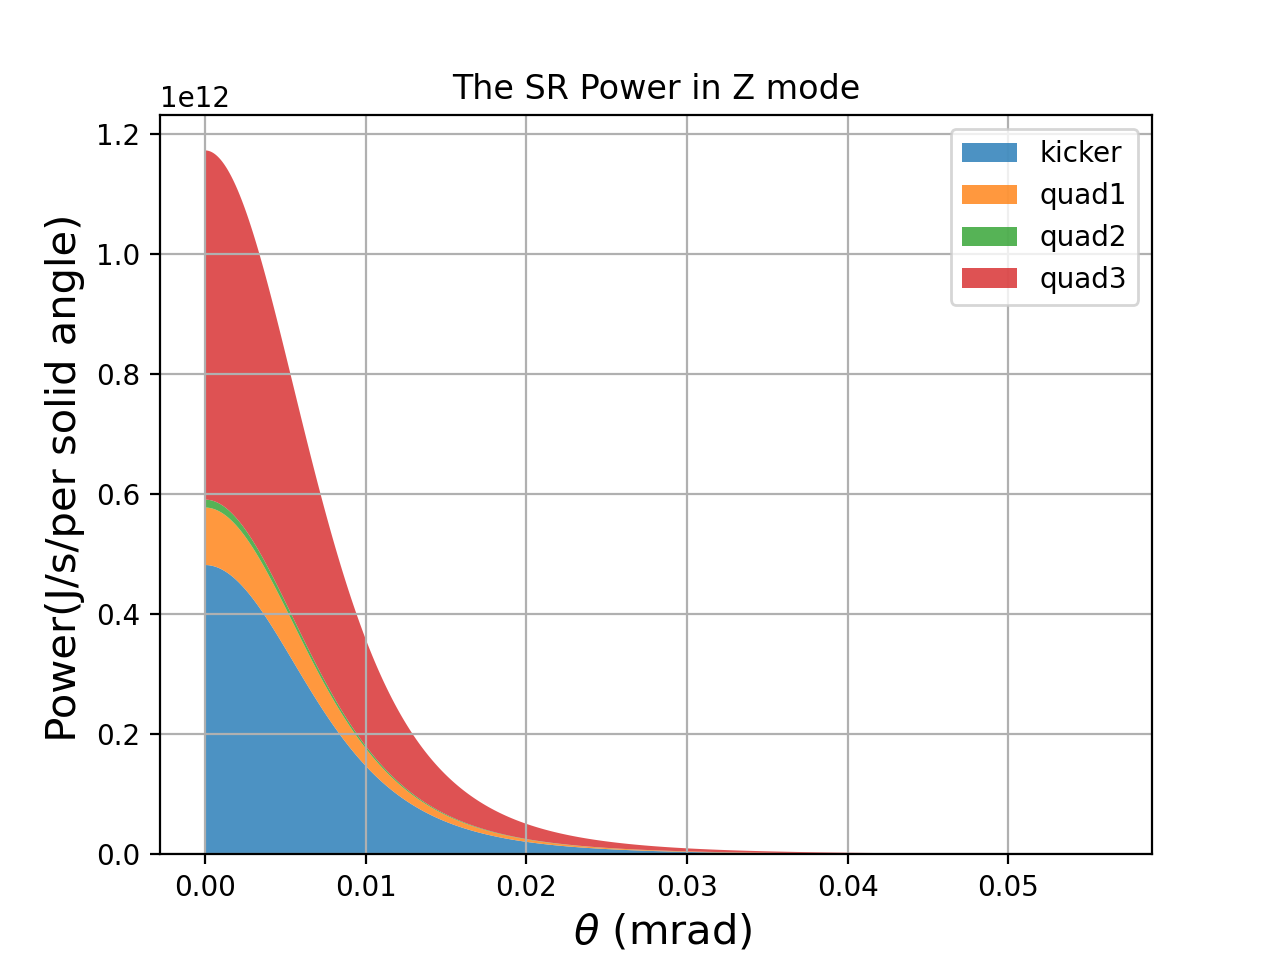 The SR Power in Z mode
1e12
1.2
1.0
0.8
0.6
0.4
0.2
0.0
Power(J/s/per solid angle)
kicker
quad1
quad2
quad3
0.00 0.01 0.02 0.03 0.04 0.05
θ (mrad)